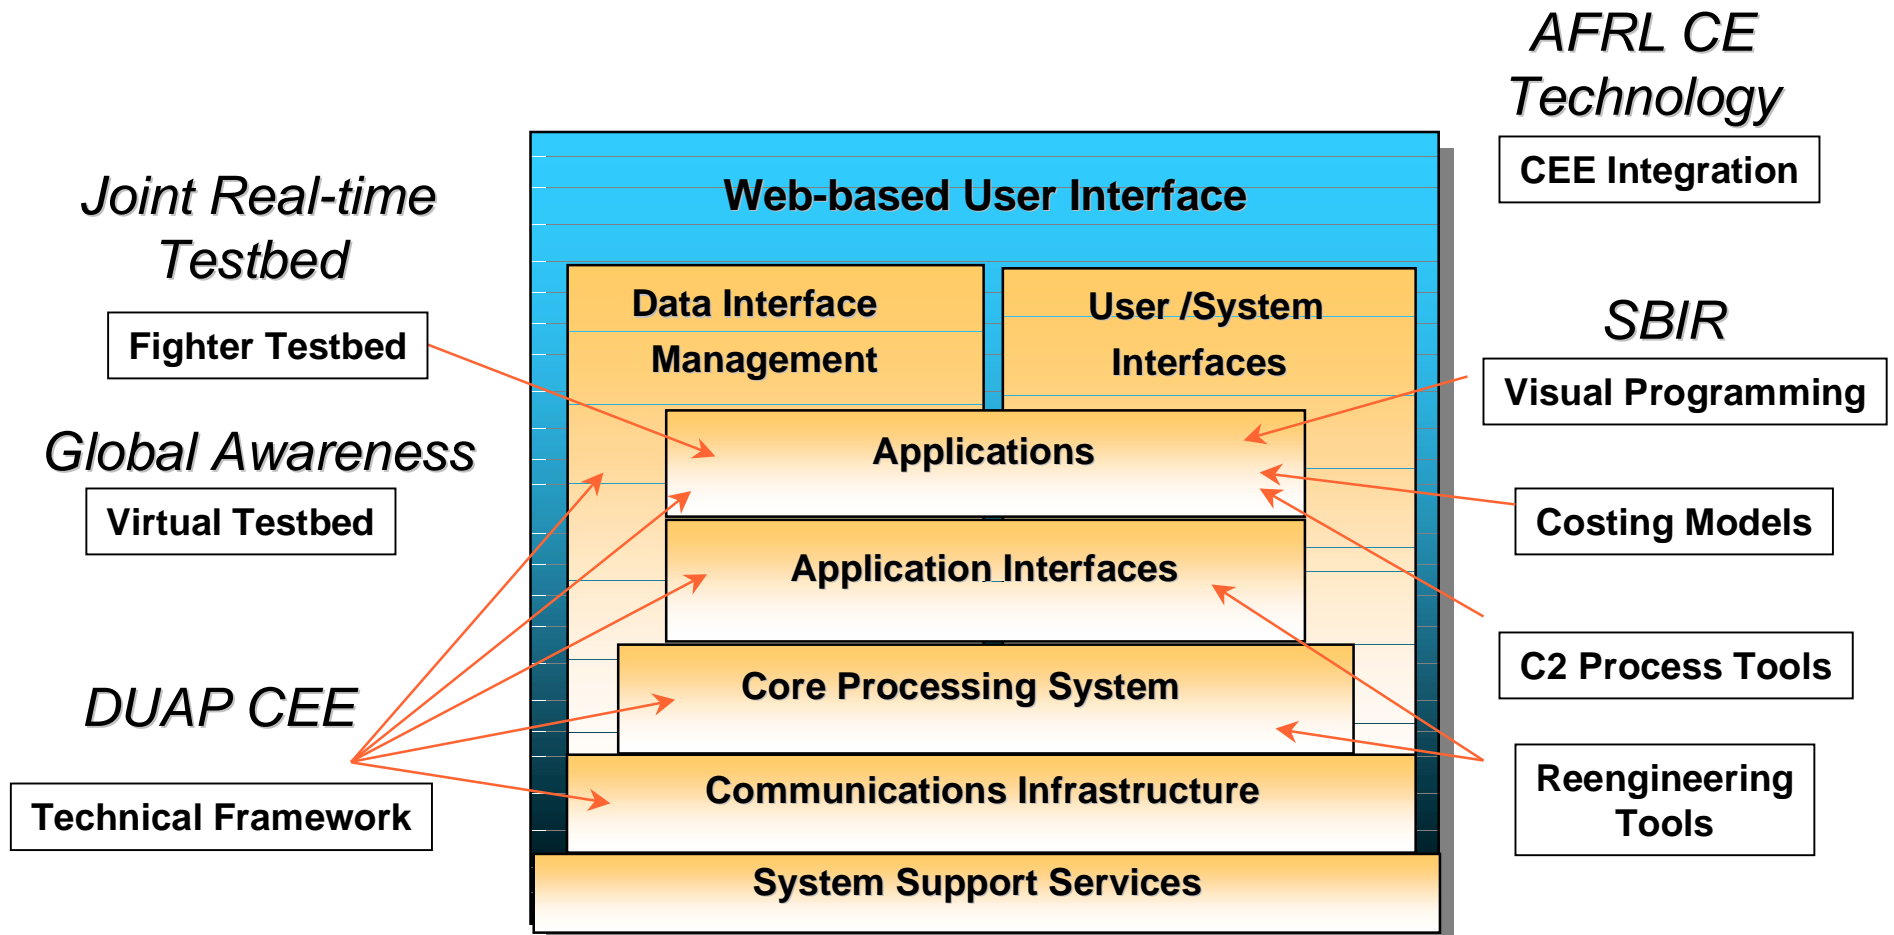 AFRL CE
Technology
CEE Integration
Joint Real-time
Testbed
Fighter Testbed
Global Awareness
Virtual Testbed
DUAP CEE
Technical Framework
Web-based User Interface
Data Interface
Management
User /System
Interfaces
Applications
Application Interfaces
Core Processing System
Communications Infrastructure
System Support Services
SBIR
Visual Programming
Costing Models
C2 Process Tools
Reengineering
Tools